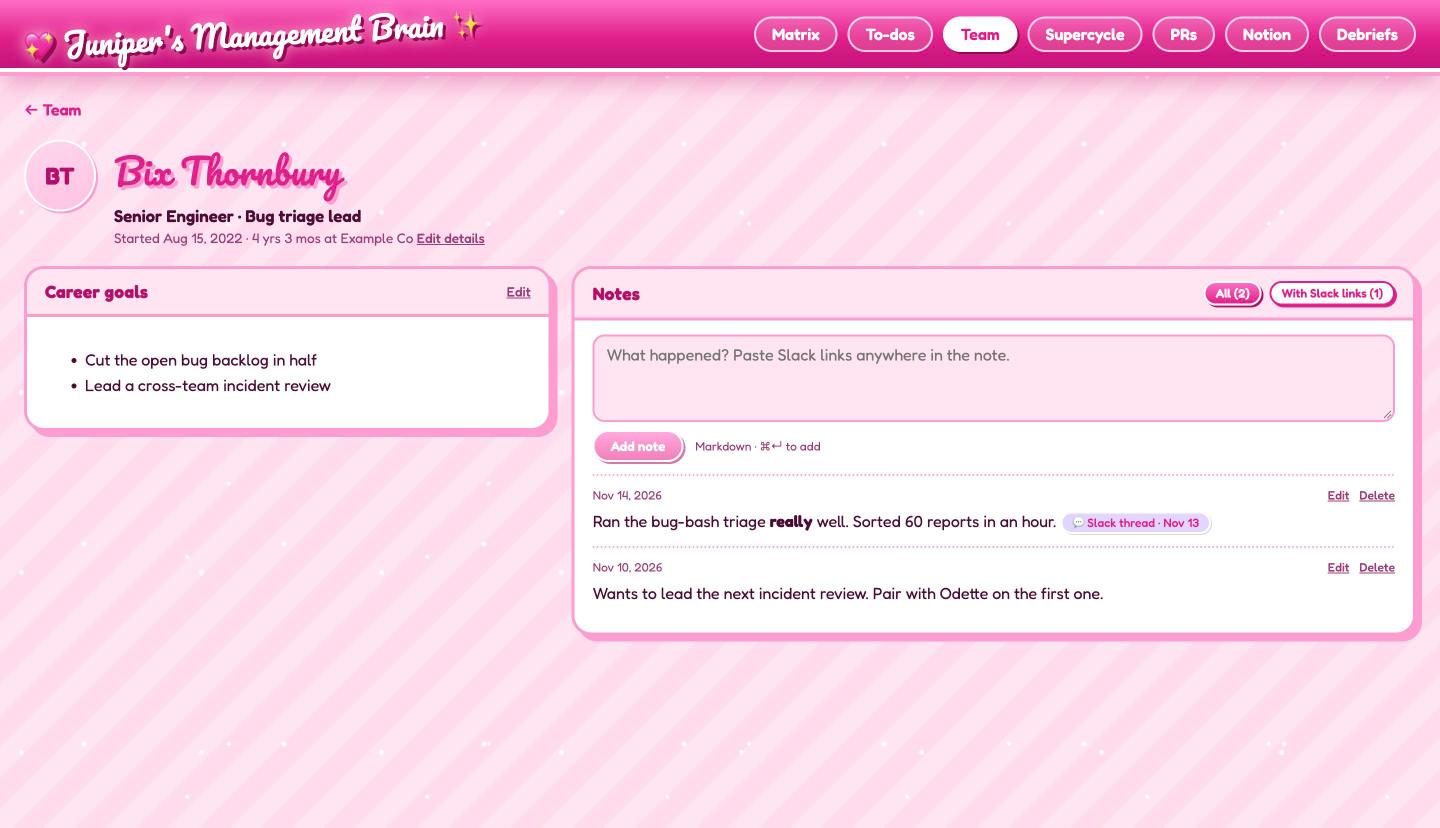 💖 Juniper's Management Brain ✨
Matrix To-dos Team Supercycle PRs Notion Debriefs
← Team
BT
Bix Thornbury
Senior Engineer · Bug triage lead
Started Aug 15, 2022 · 4 yrs 3 mos at Example Co Edit details
Career goals Edit
• Cut the open bug backlog in half
• Lead a cross-team incident review
Notes All (2) With Slack links (1)
What happened? Paste Slack links anywhere in the note.
Add note Markdown · ⌘↵ to add
Nov 14, 2026 Edit Delete
Ran the bug-bash triage really well. Sorted 60 reports in an hour. 💬 Slack thread · Nov 13
Nov 10, 2026 Edit Delete
Wants to lead the next incident review. Pair with Odette on the first one.